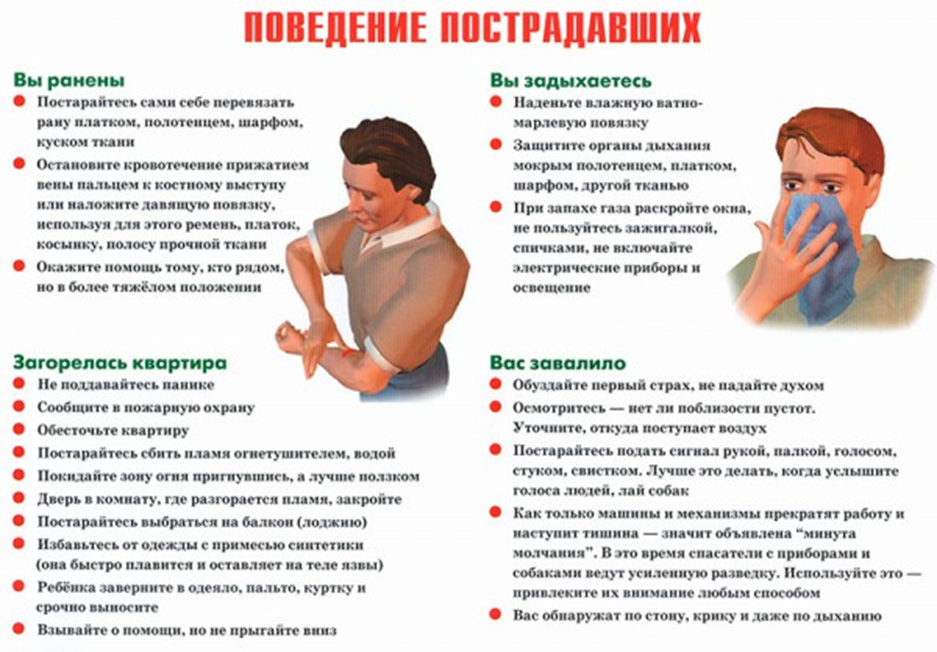 ПОВЕДЕНИЕ ПОСТРАДАВШИХ
Вы ранены
Постарайтесь сами себе перевязать
рану платком, полотенцем, шарфом,
куском ткани
Остановите кровотечение прижатием
вены пальцем к костному выступу
или наложите давящую повязку,
используя для этого ремень, платок,
косынку, полосу прочной ткани
Окажите помощь тому, кто рядом,
но в более тяжёлом положении
Вы задыхаетесь
Наденьте влажную ватно-
марлевую повязку
Защитите органы дыхания
мокрым полотенцем, платком,
шарфом, другой тканью
При запахе газа раскройте окна,
не пользуйтесь зажигалкой,
спичками, не включайте
электрические приборы и
освещение
Загорелась квартира
Не поддавайтесь панике
Сообщите в пожарную охрану
Обесточьте квартиру
Постарайтесь сбить пламя огнетушителем, водой
Покидайте зону огня пригнувшись, а лучше ползком
Дверь в комнату, где разгорается пламя, закройте
Постарайтесь выбраться на балкон (лоджию)
Избавьтесь от одежды с примесью синтетики
(она быстро плавится и оставляет на теле язвы)
Ребёнка заверните в одеяло, пальто, куртку и
срочно выносите
Взывайте о помощи, но не прыгайте вниз
Вас завалило
Обуздайте первый страх, не падайте духом
Осмотритесь — нет ли поблизости пустот.
Уточните, откуда поступает воздух
Постарайтесь подать сигнал рукой, палкой, голосом,
стуком, свистком. Лучше это делать, когда услышите
голоса людей, лай собак
Как только машины и механизмы прекратят работу и
наступит тишина — значит объявлена “минута
молчания”. В это время спасатели с приборами и
собаками ведут усиленную разведку. Используйте это —
привлеките их внимание любым способом
Вас обнаружат по стону, крику и даже по дыханию